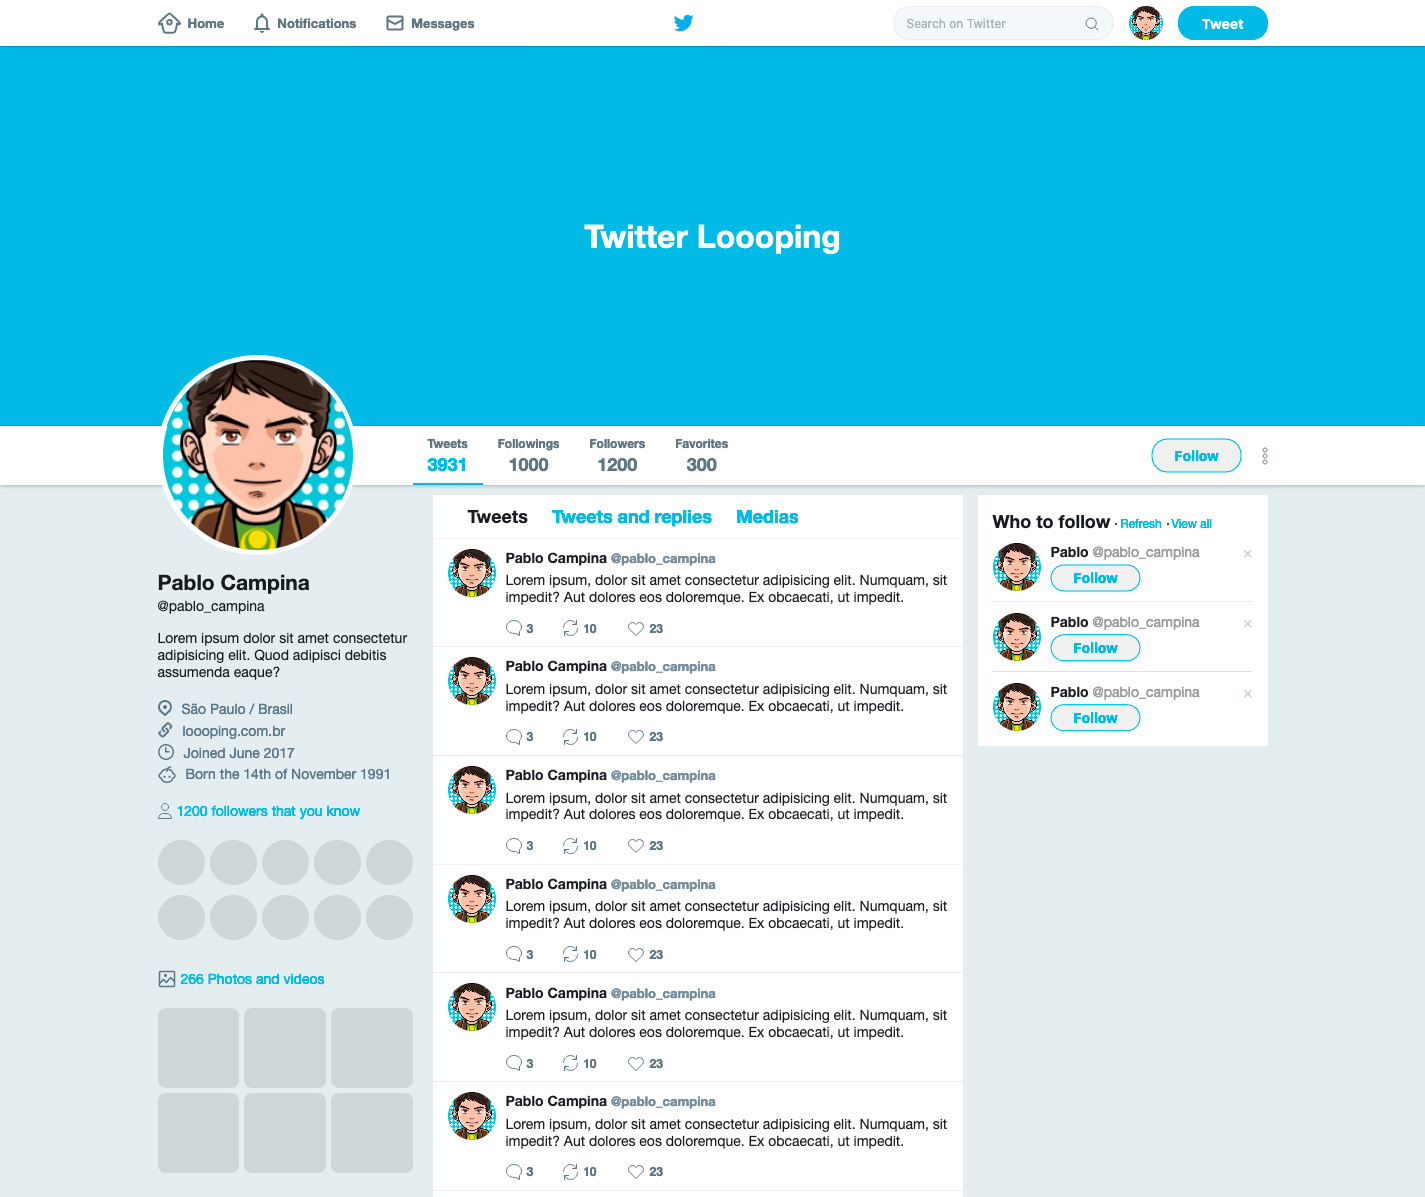 Home
Notifications
Messages
Search on Twitter
Tweet
Twitter Loooping
Tweets
3931
Followings
1000
Followers
1200
Favorites
300
Follow
Pablo Campina
@pablo_campina
Lorem ipsum dolor sit amet consectetur
adipisicing elit. Quod adipisci debitis
assumenda eaque?
São Paulo / Brasil
loooping.com.br
Joined June 2017
Born the 14th of November 1991
1200 followers that you know
266 Photos and videos
Tweets Tweets and replies Medias
Pablo Campina @pablo_campina
Lorem ipsum, dolor sit amet consectetur adipisicing elit. Numquam, sit
impedit? Aut dolores eos doloremque. Ex obcaecati, ut impedit.
3 10 23
Pablo Campina @pablo_campina
Lorem ipsum, dolor sit amet consectetur adipisicing elit. Numquam, sit
impedit? Aut dolores eos doloremque. Ex obcaecati, ut impedit.
3 10 23
Pablo Campina @pablo_campina
Lorem ipsum, dolor sit amet consectetur adipisicing elit. Numquam, sit
impedit? Aut dolores eos doloremque. Ex obcaecati, ut impedit.
3 10 23
Pablo Campina @pablo_campina
Lorem ipsum, dolor sit amet consectetur adipisicing elit. Numquam, sit
impedit? Aut dolores eos doloremque. Ex obcaecati, ut impedit.
3 10 23
Pablo Campina @pablo_campina
Lorem ipsum, dolor sit amet consectetur adipisicing elit. Numquam, sit
impedit? Aut dolores eos doloremque. Ex obcaecati, ut impedit.
3 10 23
Pablo Campina @pablo_campina
Lorem ipsum, dolor sit amet consectetur adipisicing elit. Numquam, sit
impedit? Aut dolores eos doloremque. Ex obcaecati, ut impedit.
3 10 23
Who to follow · Refresh · View all
Pablo @pablo_campina ×
Follow
Pablo @pablo_campina ×
Follow
Pablo @pablo_campina ×
Follow